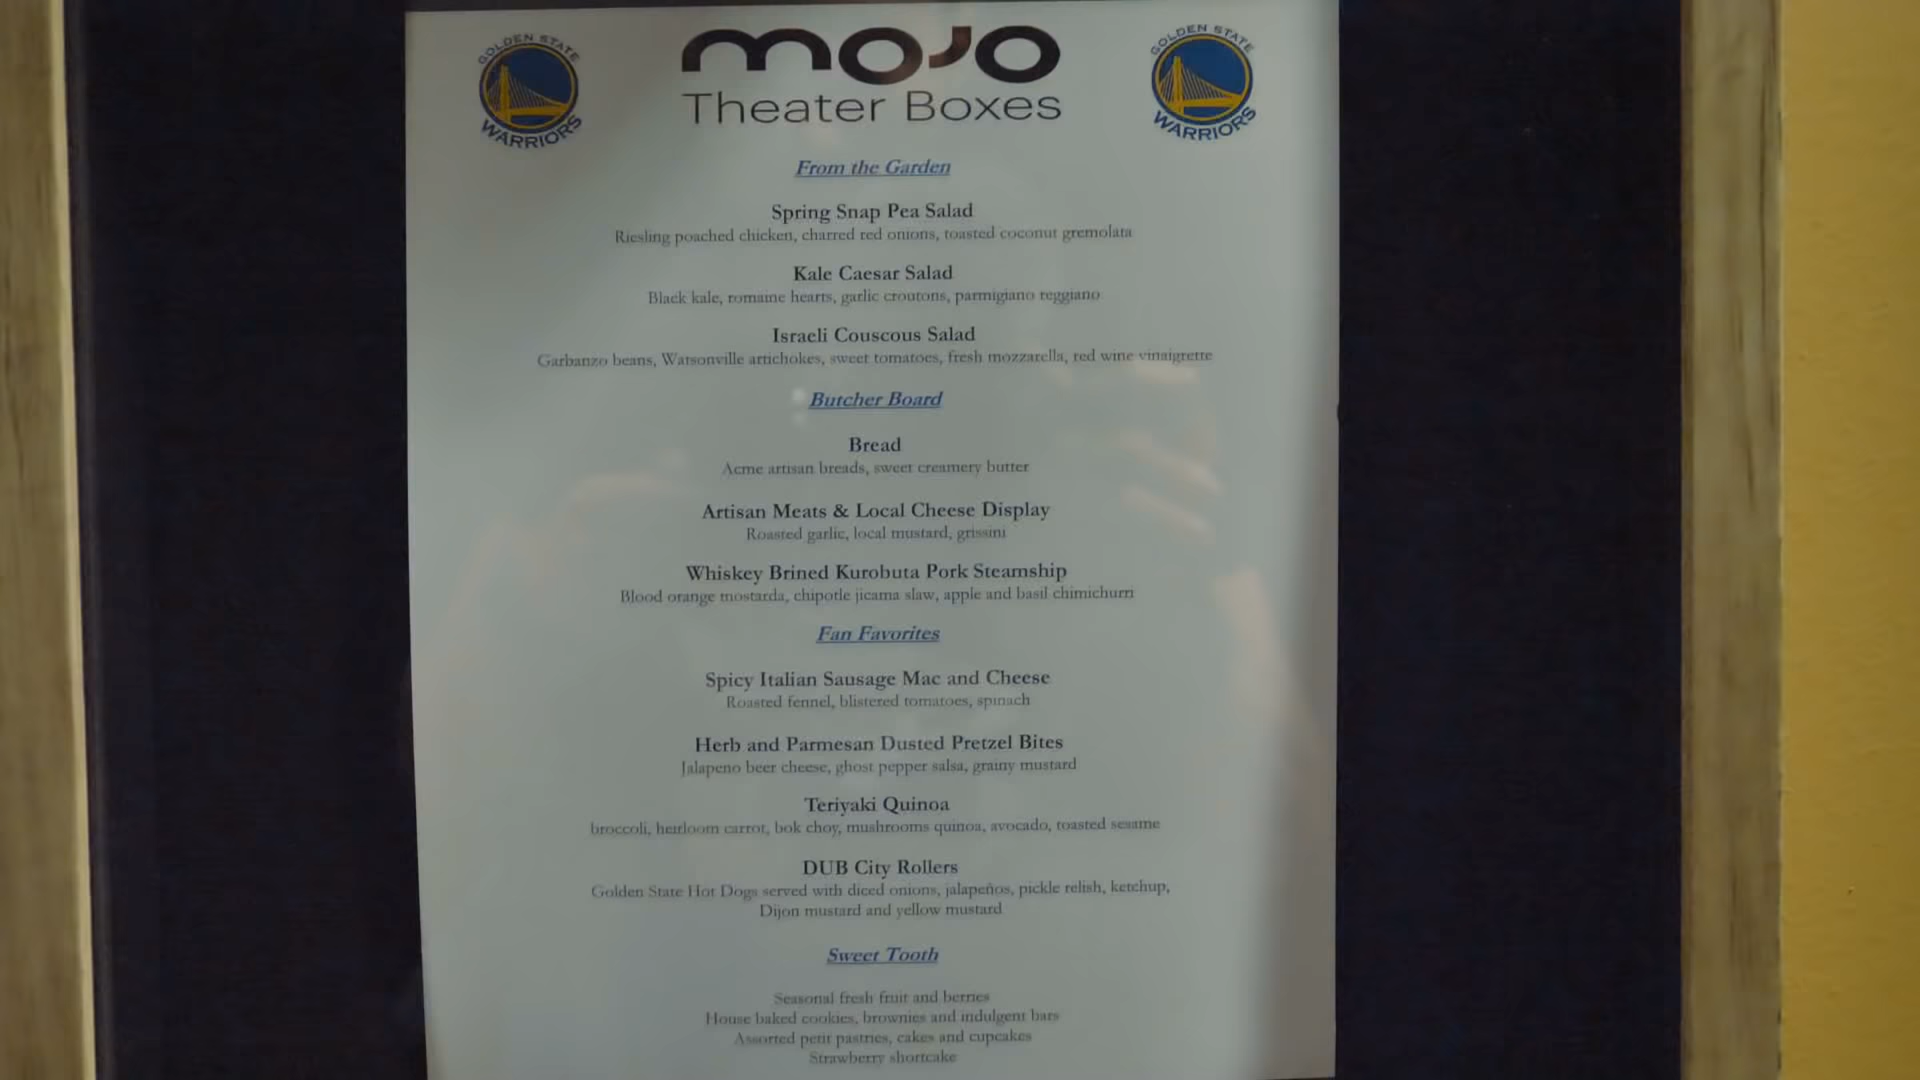 GOLDEN STATE
WARRIORS
mojo
Theater Boxes
GOLDEN STATE
WARRIORS
From the Garden
Spring Snap Pea Salad
Riesling poached chicken, charred red onions, toasted coconut gremolata
Kale Caesar Salad
Black kale, romaine hearts, garlic croutons, parmigiano reggiano
Israeli Couscous Salad
Garbanzo beans, Watsonville artichokes, sweet tomatoes, fresh mozzarella, red wine vinaigrette
Butcher Board
Bread
Acme artisan breads, sweet creamery butter
Artisan Meats & Local Cheese Display
Roasted garlic, local mustard, grissini
Whiskey Brined Kurobuta Pork Steamship
Blood orange mostarda, chipotle jicama slaw, apple and basil chimichurri
Fan Favorites
Spicy Italian Sausage Mac and Cheese
Roasted fennel, blistered tomatoes, spinach
Herb and Parmesan Dusted Pretzel Bites
Jalapeno beer cheese, ghost pepper salsa, grainy mustard
Teriyaki Quinoa
broccoli, heirloom carrot, bok choy, mushrooms quinoa, avocado, toasted sesame
DUB City Rollers
Golden State Hot Dogs served with diced onions, jalapeños, pickle relish, ketchup,
Dijon mustard and yellow mustard
Sweet Tooth
Seasonal fresh fruit and berries
House baked cookies, brownies and indulgent bars
Assorted petit pastries, cakes and cupcakes
Strawberry shortcake